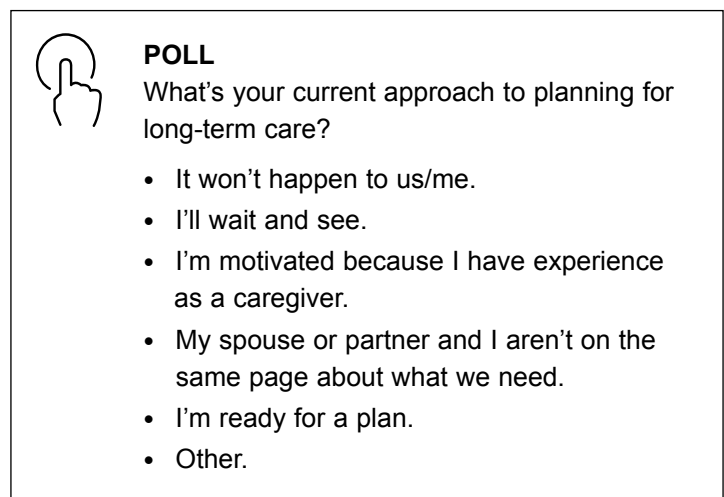 POLL
What’s your current approach to planning for
long-term care?
• It won’t happen to us/me.
• I’ll wait and see.
• I’m motivated because I have experience
as a caregiver.
• My spouse or partner and I aren’t on the
same page about what we need.
• I’m ready for a plan.
• Other.